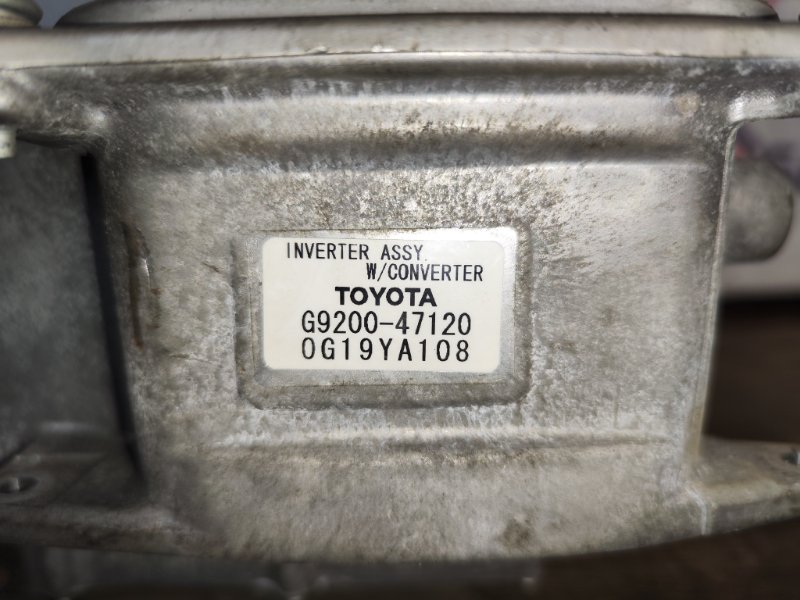 INVERTER ASSY.
W/CONVERTER
TOYOTA
G9200-47120
0G19YA108